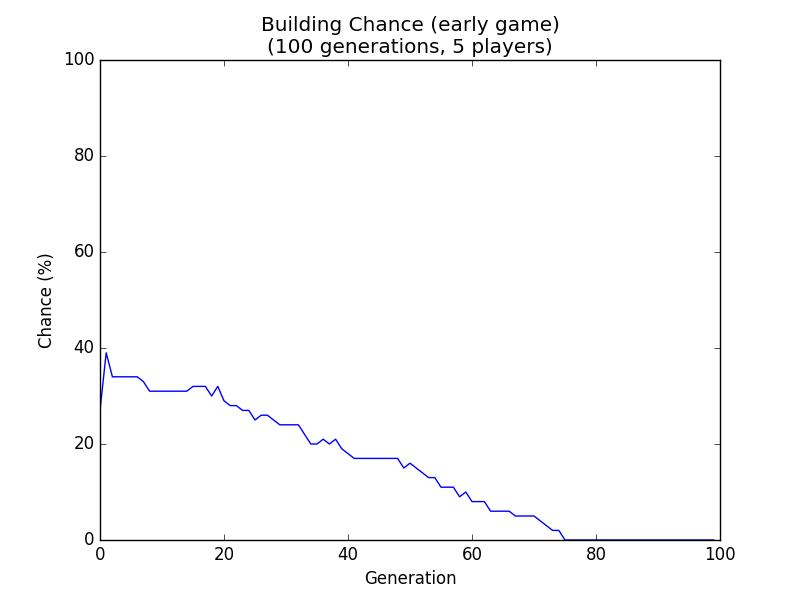 Building Chance (early game)
(100 generations, 5 players)
100
80
60
40
20
0
Chance (%)
0 20 40 60 80 100
Generation